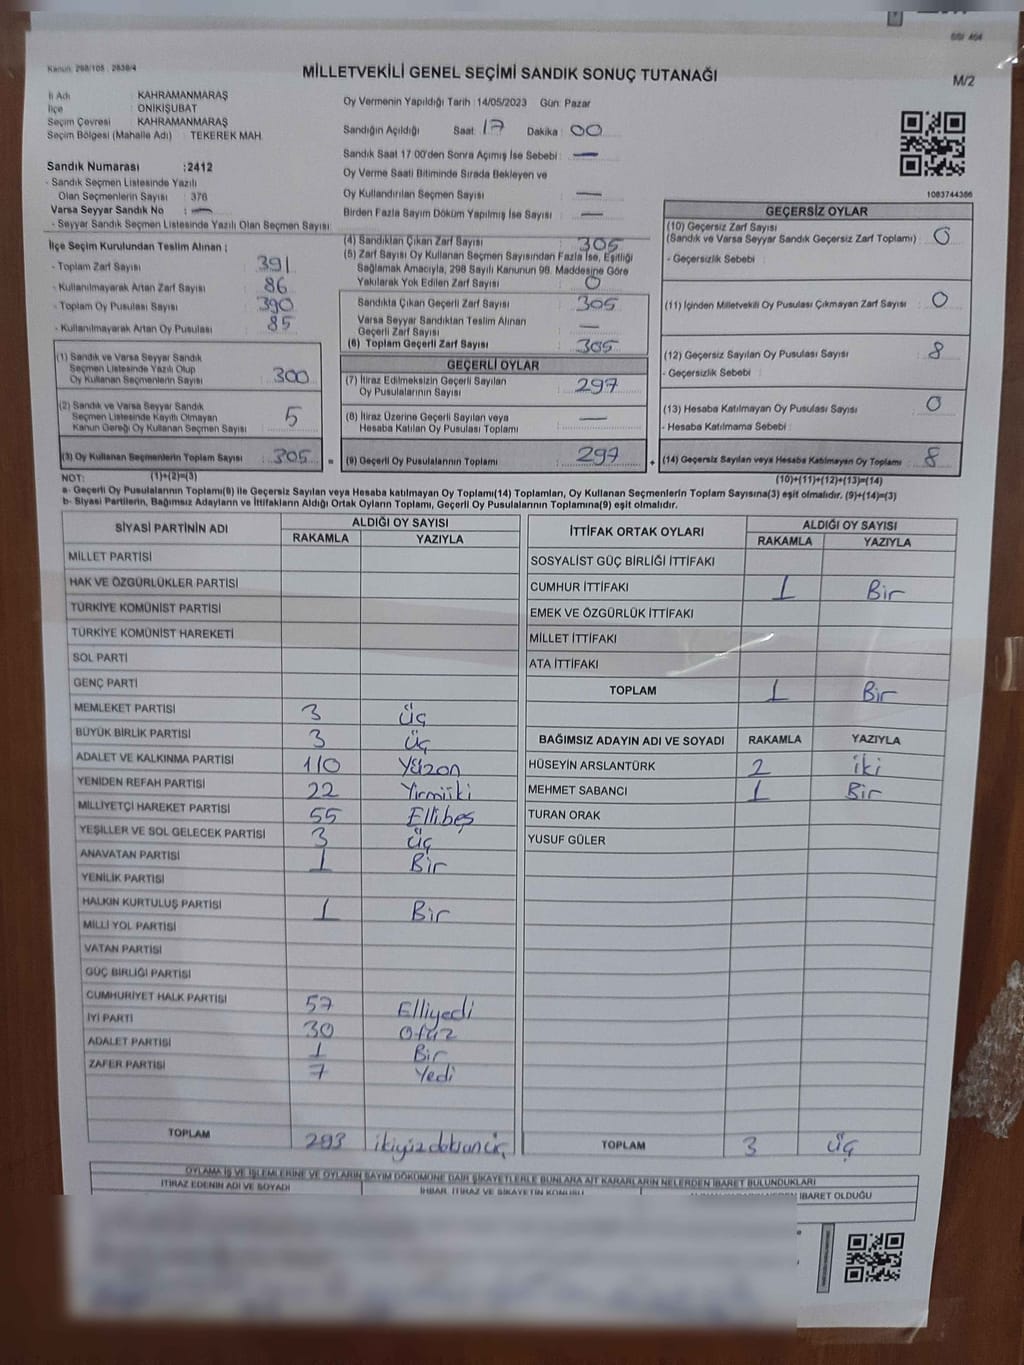 SSI 404
Kanun: 298/105 - 2839/4
MİLLETVEKİLİ GENEL SEÇİMİ SANDIK SONUÇ TUTANAĞI
M/2
İl Adı : KAHRAMANMARAŞ
İlçe : ONİKİŞUBAT
Seçim Çevresi : KAHRAMANMARAŞ
Seçim Bölgesi (Mahalle Adı) : TEKEREK MAH.
Sandık Numarası :2412
- Sandık Seçmen Listesinde Yazılı
Olan Seçmenlerin Sayısı : 376
Varsa Seyyar Sandık No : —
- Seyyar Sandık Seçmen Listesinde Yazılı Olan Seçmen Sayısı
Oy Vermenin Yapıldığı Tarih :14/05/2023 Gün: Pazar
Sandığın Açıldığı Saat: 17 Dakika : 00
Sandık Saat 17:00'den Sonra Açılmış İse Sebebi : —
Oy Verme Saati Bitiminde Sırada Bekleyen ve
Oy Kullandırılan Seçmen Sayısı : —
Birden Fazla Sayım Döküm Yapılmış İse Sayısı : —
1083744386
İlçe Seçim Kurulundan Teslim Alınan ;
- Toplam Zarf Sayısı : 391
- Kullanılmayarak Artan Zarf Sayısı : 86
- Toplam Oy Pusulası Sayısı : 390
- Kullanılmayarak Artan Oy Pusulası : 85
(1) Sandık ve Varsa Seyyar Sandık
Seçmen Listesinde Yazılı Olup
Oy Kullanan Seçmenlerin Sayısı : 300
(2) Sandık ve Varsa Seyyar Sandık
Seçmen Listesinde Kayıtlı Olmayan
Kanun Gereği Oy Kullanan Seçmen Sayısı : 5
(3) Oy Kullanan Seçmenlerin Toplam Sayısı : 305
(4) Sandıktan Çıkan Zarf Sayısı : 305
(5) Zarf Sayısı Oy Kullanan Seçmen Sayısından Fazla İse, Eşitliği
Sağlamak Amacıyla, 298 Sayılı Kanunun 98. Maddesine Göre
Yakılarak Yok Edilen Zarf Sayısı : 0
Sandıkta Çıkan Geçerli Zarf Sayısı : 305
Varsa Seyyar Sandıktan Teslim Alınan
Geçerli Zarf Sayısı : —
(6) Toplam Geçerli Zarf Sayısı : 305
GEÇERLİ OYLAR
(7) İtiraz Edilmeksizin Geçerli Sayılan
Oy Pusulalarının Sayısı : 297
(8) İtiraz Üzerine Geçerli Sayılan veya
Hesaba Katılan Oy Pusulası Toplamı : —
= (9) Geçerli Oy Pusulalarının Toplamı : 297
GEÇERSİZ OYLAR
(10) Geçersiz Zarf Sayısı
(Sandık ve Varsa Seyyar Sandık Geçersiz Zarf Toplamı) : 0
- Geçersizlik Sebebi :
(11) İçinden Milletvekili Oy Pusulası Çıkmayan Zarf Sayısı : 0
(12) Geçersiz Sayılan Oy Pusulası Sayısı : 8
- Geçersizlik Sebebi :
(13) Hesaba Katılmayan Oy Pusulası Sayısı : 0
- Hesaba Katılmama Sebebi :
+ (14) Geçersiz Sayılan veya Hesaba Katılmayan Oy Toplamı : 8
NOT: (1)+(2)=(3) (10)+(11)+(12)+(13)=(14)
a- Geçerli Oy Pusulalarının Toplamı(9) ile Geçersiz Sayılan veya Hesaba katılmayan Oy Toplamı(14) Toplamları, Oy Kullanan Seçmenlerin Toplam Sayısına(3) eşit olmalıdır. (9)+(14)=(3)
b- Siyasi Partilerin, Bağımsız Adayların ve İttifakların Aldığı Ortak Oyların Toplamı, Geçerli Oy Pusulalarının Toplamına(9) eşit olmalıdır.
SİYASİ PARTİNİN ADI ALDIĞI OY SAYISI
RAKAMLA YAZIYLA
MİLLET PARTİSİ
HAK VE ÖZGÜRLÜKLER PARTİSİ
TÜRKİYE KOMÜNİST PARTİSİ
TÜRKİYE KOMÜNİST HAREKETİ
SOL PARTİ
GENÇ PARTİ
MEMLEKET PARTİSİ 3 Üç
BÜYÜK BİRLİK PARTİSİ 3 Üç
ADALET VE KALKINMA PARTİSİ 110 Yüzon
YENİDEN REFAH PARTİSİ 22 Yirmiiki
MİLLİYETÇİ HAREKET PARTİSİ 55 Ellibeş
YEŞİLLER VE SOL GELECEK PARTİSİ 3 Üç
ANAVATAN PARTİSİ 1 Bir
YENİLİK PARTİSİ
HALKIN KURTULUŞ PARTİSİ 1 Bir
MİLLİ YOL PARTİSİ
VATAN PARTİSİ
GÜÇ BİRLİĞİ PARTİSİ
CUMHURİYET HALK PARTİSİ 57 Elliyedi
İYİ PARTİ 30 Otuz
ADALET PARTİSİ 1 Bir
ZAFER PARTİSİ 7 Yedi
TOPLAM 293 ikiyüzdoksanüç
İTTİFAK ORTAK OYLARI ALDIĞI OY SAYISI
RAKAMLA YAZIYLA
SOSYALİST GÜÇ BİRLİĞİ İTTİFAKI
CUMHUR İTTİFAKI 1 Bir
EMEK VE ÖZGÜRLÜK İTTİFAKI
MİLLET İTTİFAKI
ATA İTTİFAKI
TOPLAM 1 Bir
BAĞIMSIZ ADAYIN ADI VE SOYADI RAKAMLA YAZIYLA
HÜSEYİN ARSLANTÜRK 2 iki
MEHMET SABANCI 1 Bir
TURAN ORAK
YUSUF GÜLER
TOPLAM 3 Üç
OYLAMA İŞ VE İŞLEMLERİNE VE OYLARIN SAYIM DÖKÜMÜNE DAİR ŞİKAYETLERLE BUNLARA AİT KARARLARIN NELERDEN İBARET BULUNDUKLARI
İTİRAZ EDENİN ADI VE SOYADI İHBAR, İTİRAZ VE ŞİKAYETİN KONUSU İBARET OLDUĞU